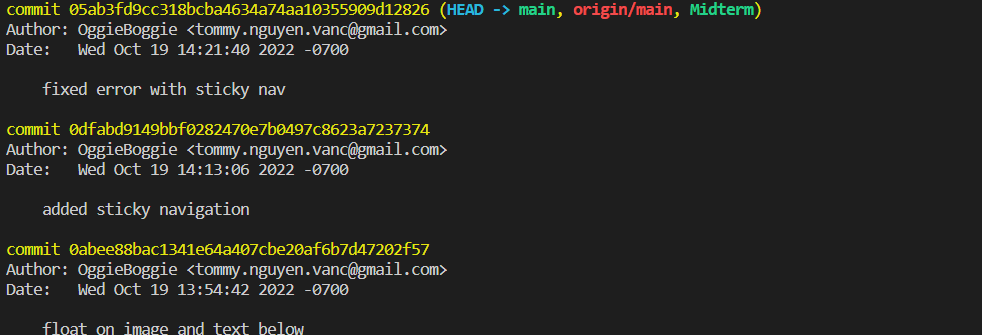 commit 05ab3fd9cc318bcba4634a74aa10355909d12826 (HEAD -> main, origin/main, Midterm)
Author: OggieBoggie <tommy.nguyen.vanc@gmail.com>
Date:   Wed Oct 19 14:21:40 2022 -0700
fixed error with sticky nav
commit 0dfabd9149bbf0282470e7b0497c8623a7237374
Author: OggieBoggie <tommy.nguyen.vanc@gmail.com>
Date:   Wed Oct 19 14:13:06 2022 -0700
added sticky navigation
commit 0abee88bac1341e64a407cbe20af6b7d47202f57
Author: OggieBoggie <tommy.nguyen.vanc@gmail.com>
Date:   Wed Oct 19 13:54:42 2022 -0700
float on image and text below